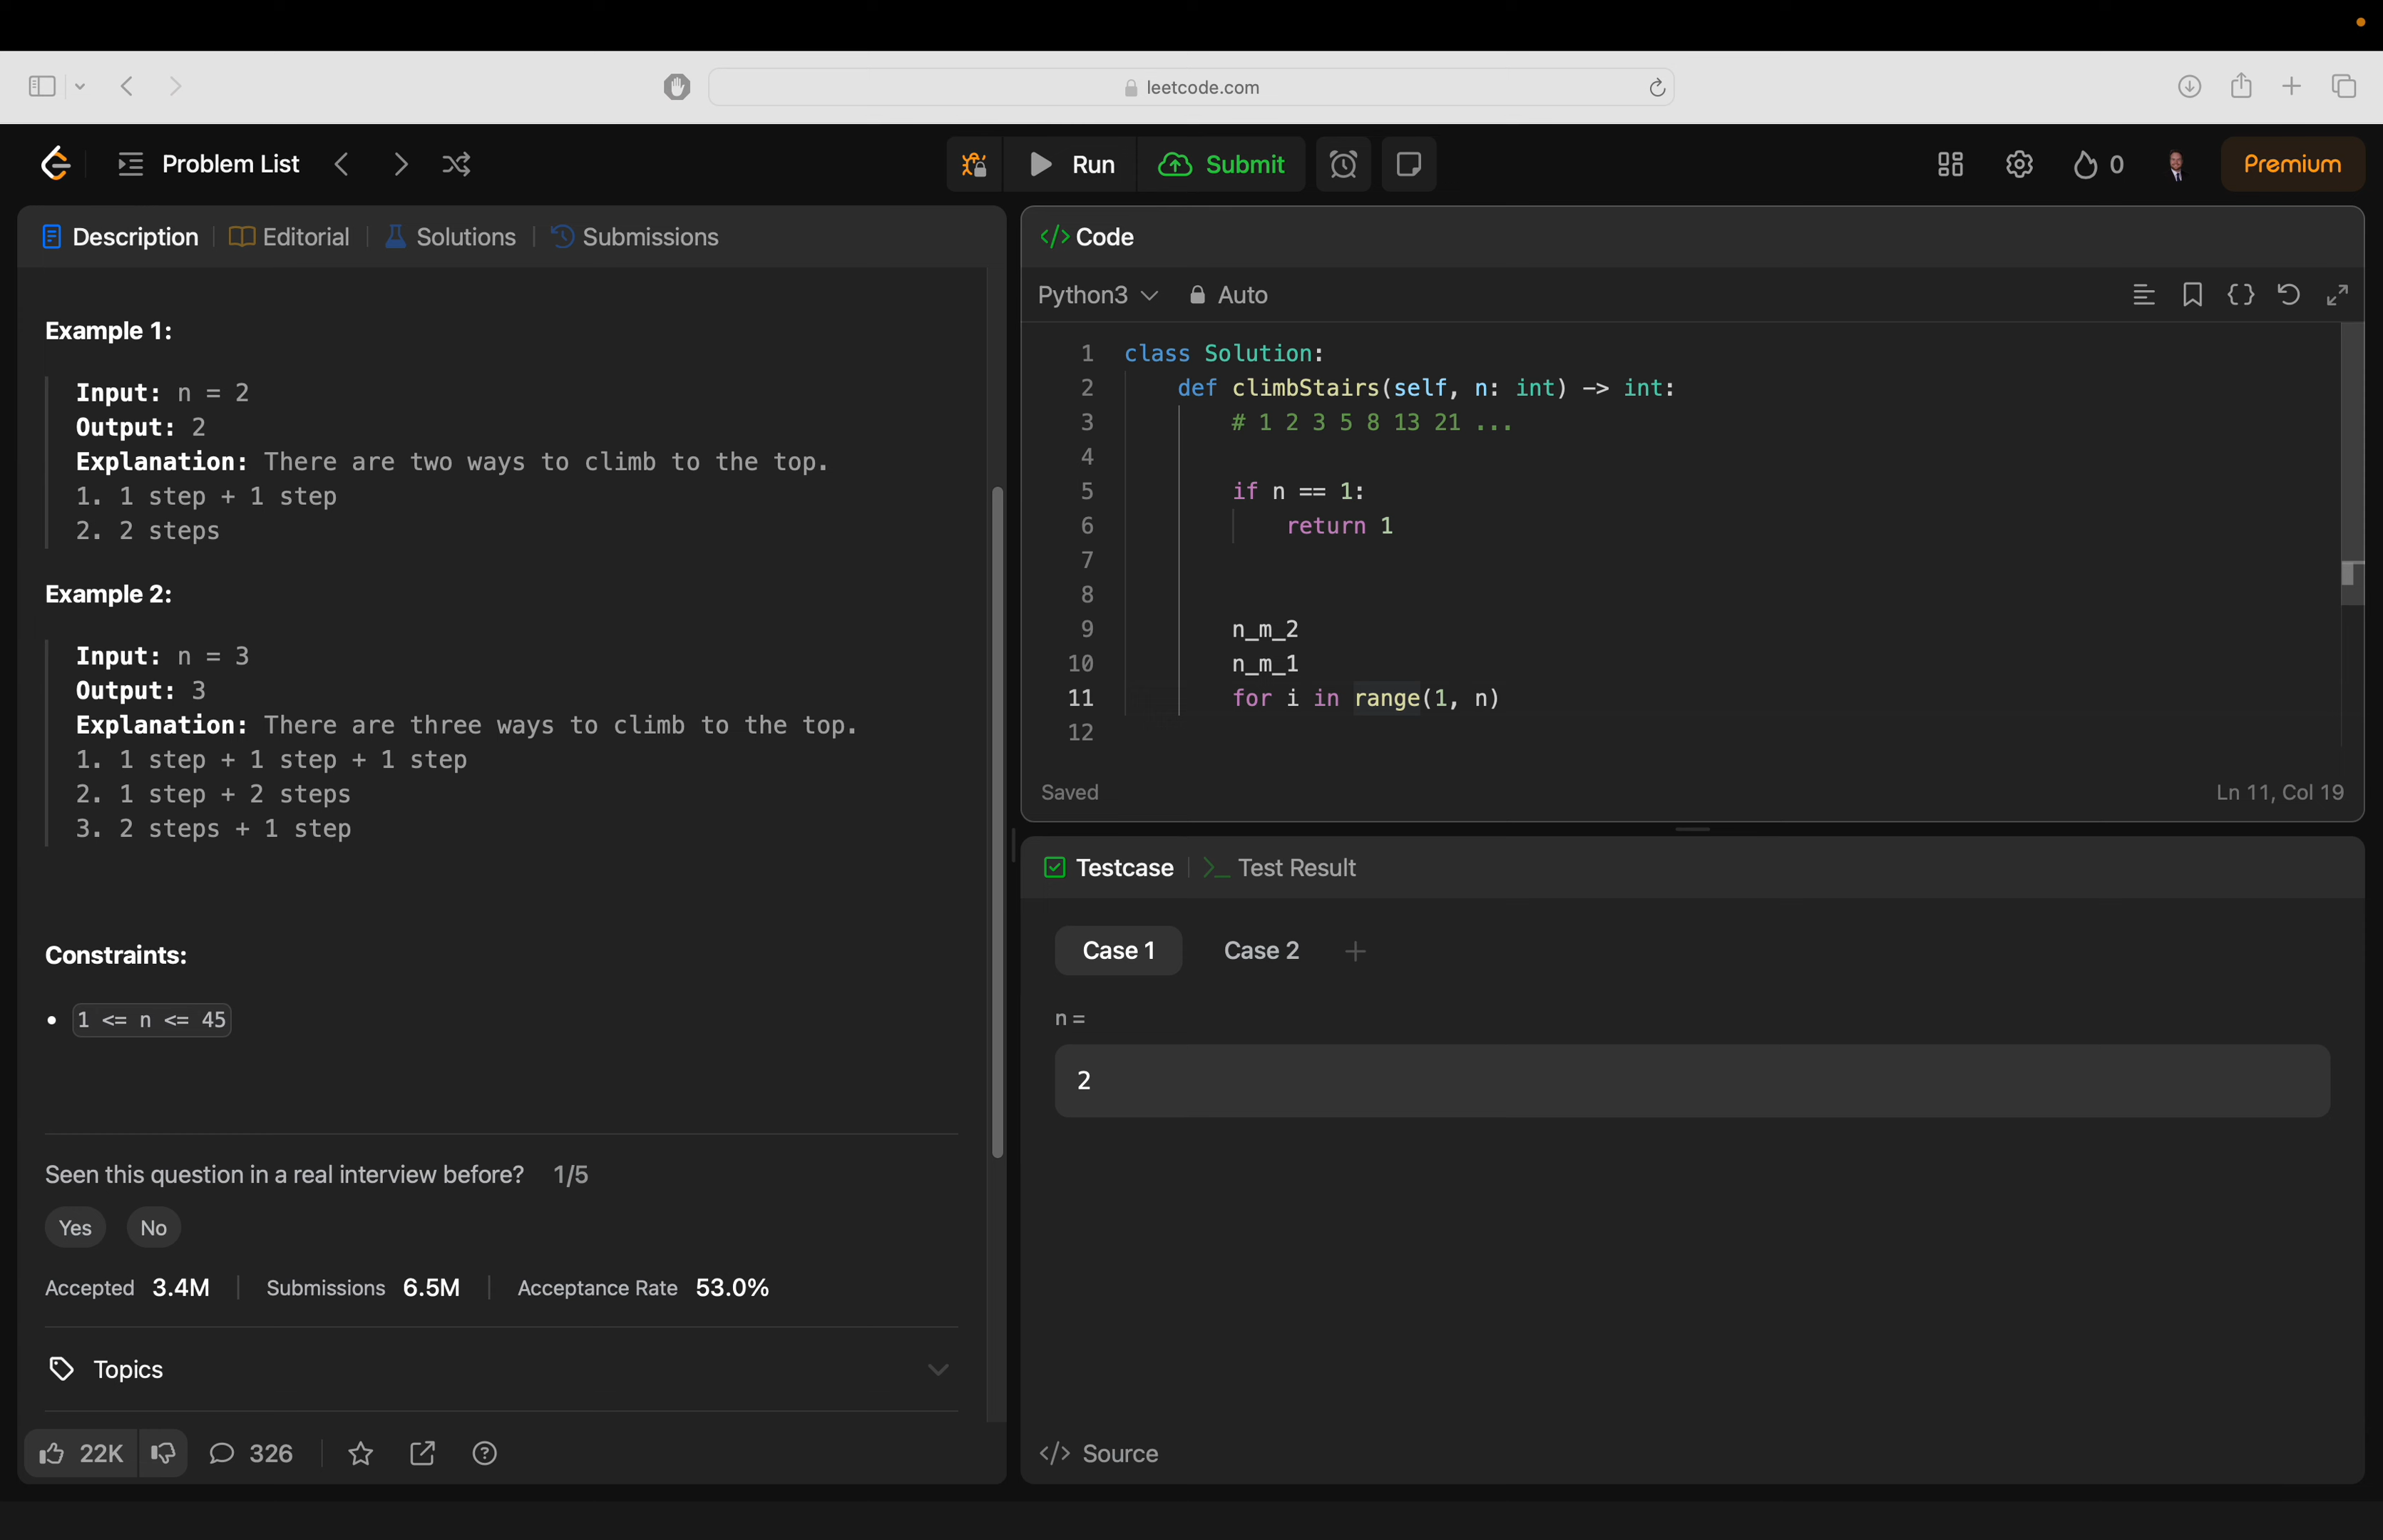 leetcode.com
Problem List
Run
Submit
0
Premium
Description
Editorial
Solutions
Submissions
Example 1:
Input: n = 2
Output: 2
Explanation: There are two ways to climb to the top.
1. 1 step + 1 step
2. 2 steps
Example 2:
Input: n = 3
Output: 3
Explanation: There are three ways to climb to the top.
1. 1 step + 1 step + 1 step
2. 1 step + 2 steps
3. 2 steps + 1 step
Constraints:
• 1 <= n <= 45
Seen this question in a real interview before? 1/5
Yes No
Accepted 3.4M Submissions 6.5M Acceptance Rate 53.0%
Topics
22K 326
</> Code
Python3 Auto
1 class Solution:
2 def climbStairs(self, n: int) -> int:
3 # 1 2 3 5 8 13 21 ...
4
5 if n == 1:
6 return 1
7
8
9 n_m_2
10 n_m_1
11 for i in range(1, n)
12
Saved Ln 11, Col 19
Testcase >_ Test Result
Case 1 Case 2 +
n =
2
</> Source